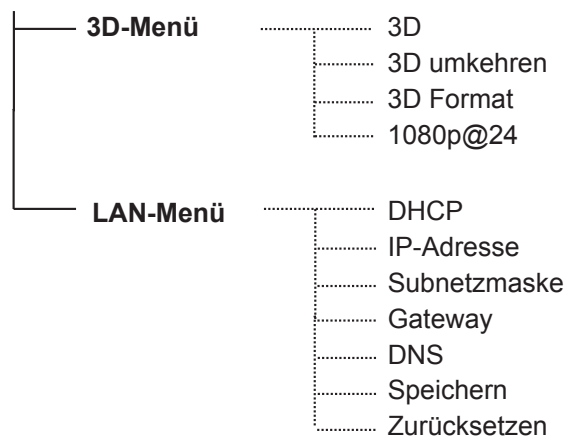 3D-Menü 3D
3D umkehren
3D Format
1080p@24
LAN-Menü DHCP
IP-Adresse
Subnetzmaske
Gateway
DNS
Speichern
Zurücksetzen